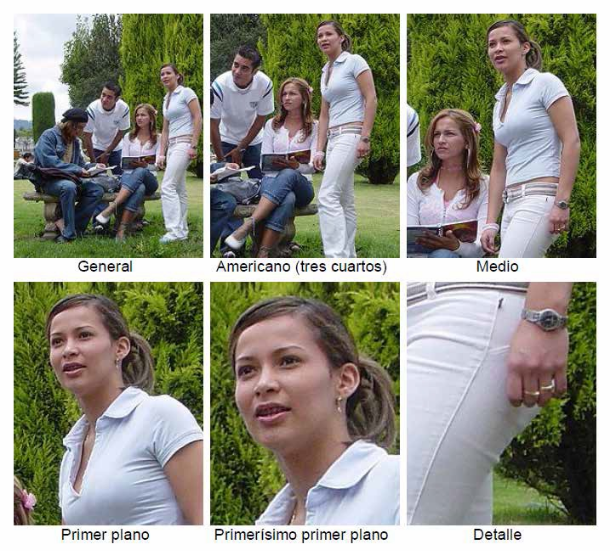 General
Americano (tres cuartos)
Medio
Primer plano
Primerísimo primer plano
Detalle